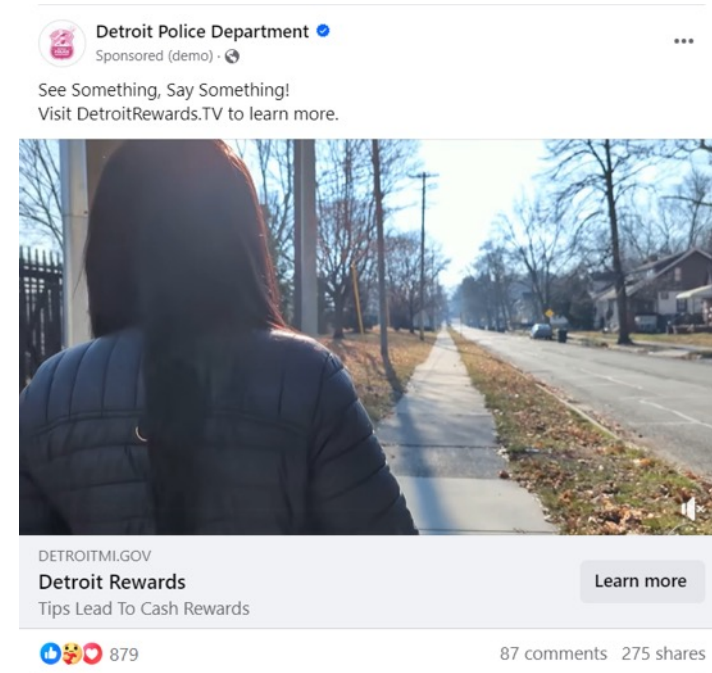 Detroit Police Department
Sponsored (demo) ·
See Something, Say Something!
Visit DetroitRewards.TV to learn more.
DETROITMI.GOV
Detroit Rewards
Tips Lead To Cash Rewards
Learn more
879
87 comments 275 shares